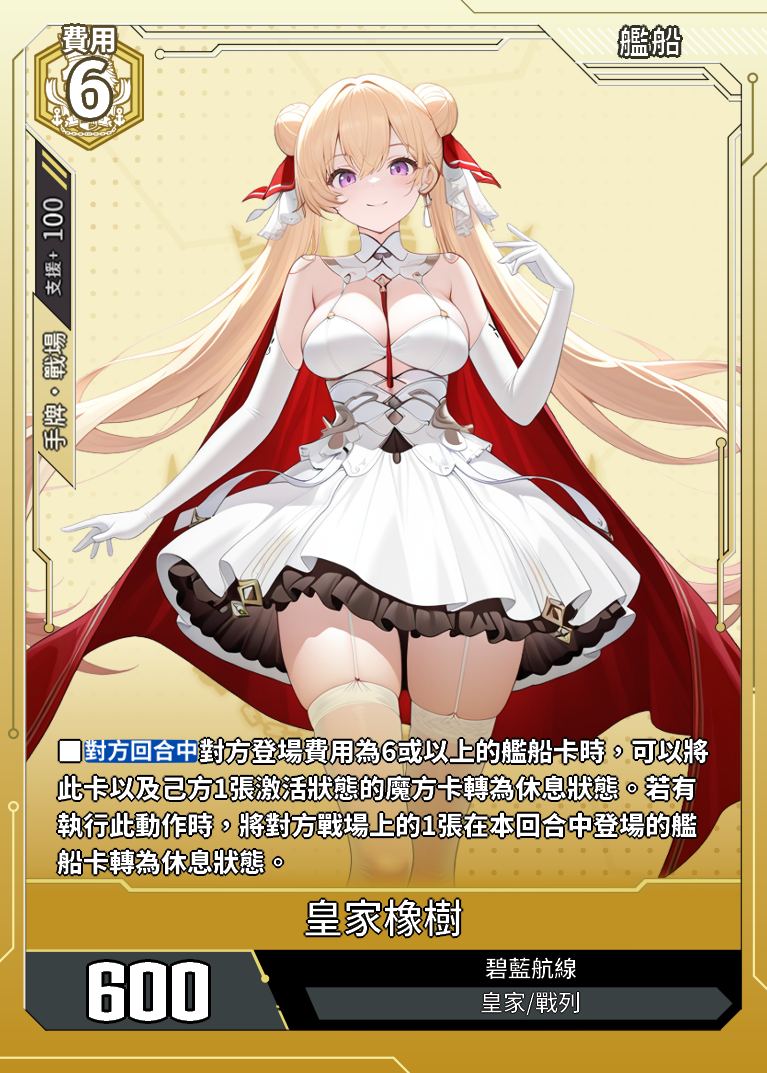 費用
6
艦船
支援+ 100
手牌・戰場
■對方回合中對方登場費用為6或以上的艦船卡時，可以將
此卡以及己方1張激活狀態的魔方卡轉為休息狀態。若有
執行此動作時，將對方戰場上的1張在本回合中登場的艦
船卡轉為休息狀態。
皇家橡樹
600
碧藍航線
皇家/戰列